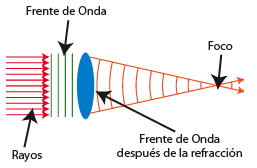 Frente de Onda
Foco
Frente de Onda
después de la refracción
Rayos